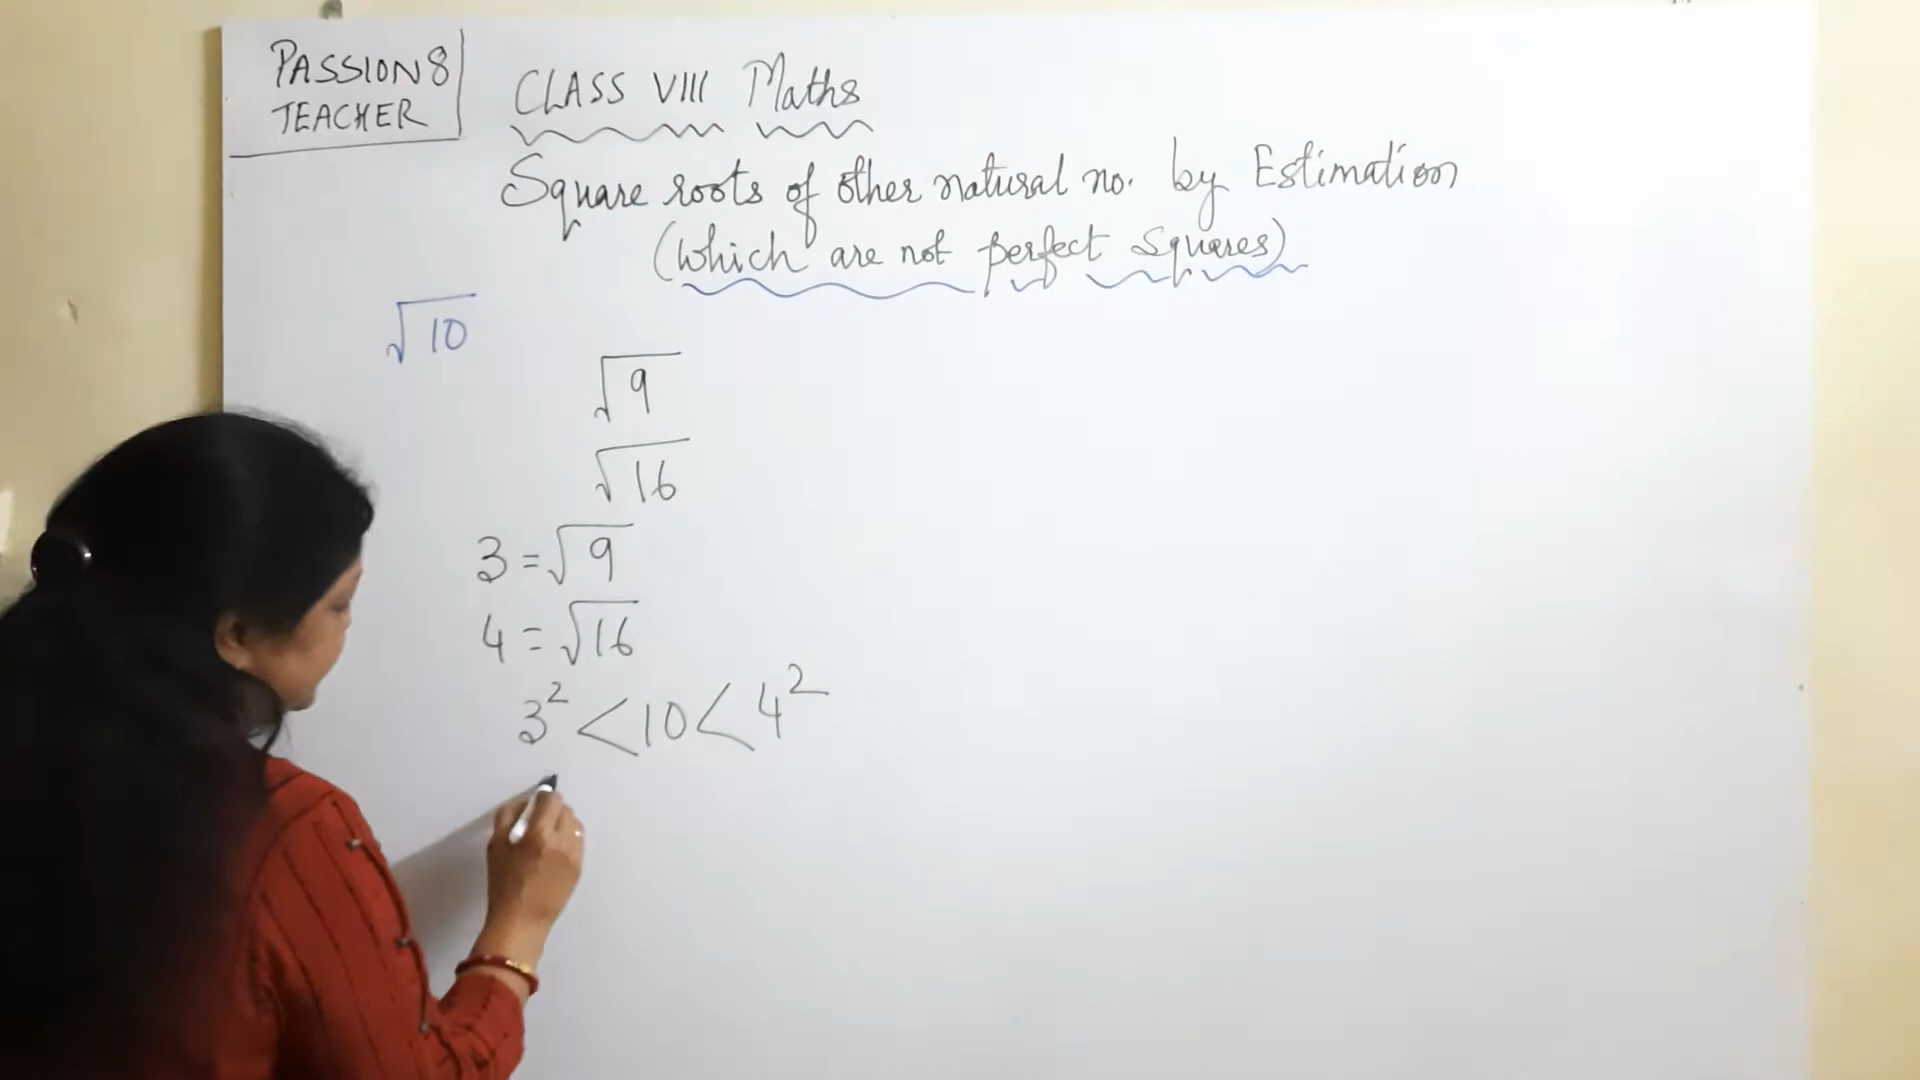 PASSION8
TEACHER
CLASS VIII Maths
Square roots of other natural no. by Estimation
(which are not perfect squares)
√10
√9
√16
3 = √9
4 = √16
3² < 10 < 4²